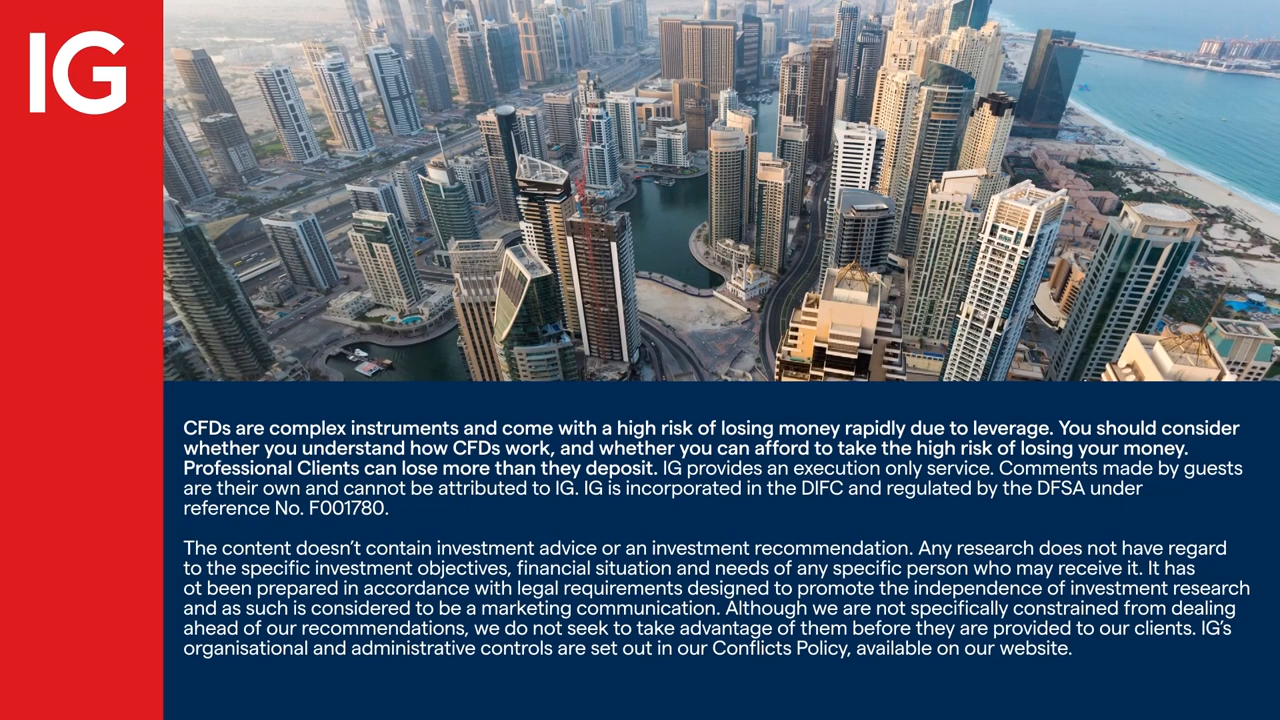 IG
CFDs are complex instruments and come with a high risk of losing money rapidly due to leverage. You should consider
whether you understand how CFDs work, and whether you can afford to take the high risk of losing your money.
Professional Clients can lose more than they deposit. IG provides an execution only service. Comments made by guests
are their own and cannot be attributed to IG. IG is incorporated in the DIFC and regulated by the DFSA under
reference No. F001780.
The content doesn’t contain investment advice or an investment recommendation. Any research does not have regard
to the specific investment objectives, financial situation and needs of any specific person who may receive it. It has
ot been prepared in accordance with legal requirements designed to promote the independence of investment research
and as such is considered to be a marketing communication. Although we are not specifically constrained from dealing
ahead of our recommendations, we do not seek to take advantage of them before they are provided to our clients. IG’s
organisational and administrative controls are set out in our Conflicts Policy, available on our website.